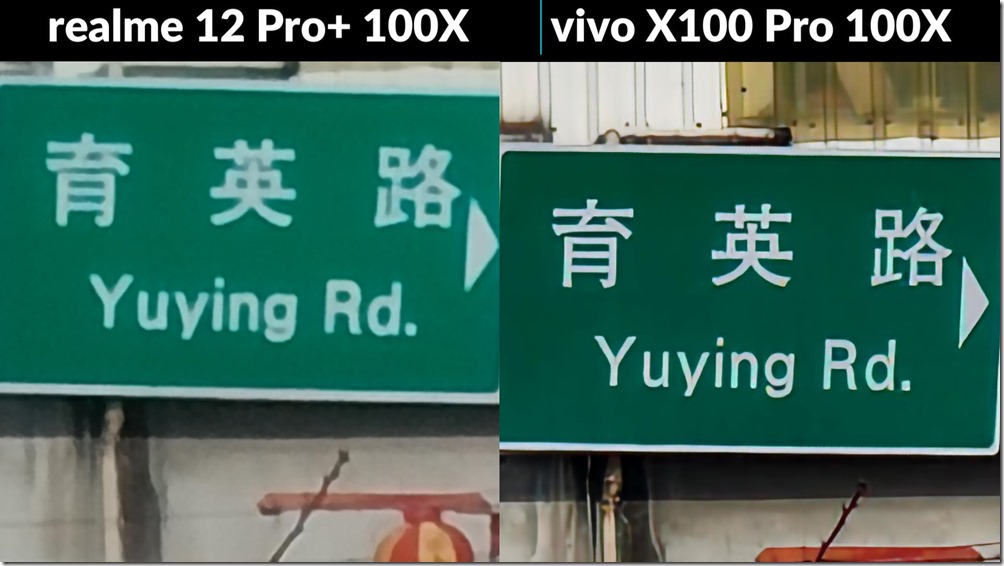 realme 12 Pro+ 100X
vivo X100 Pro 100X
育英路
Yuying Rd.
育英路
Yuying Rd.